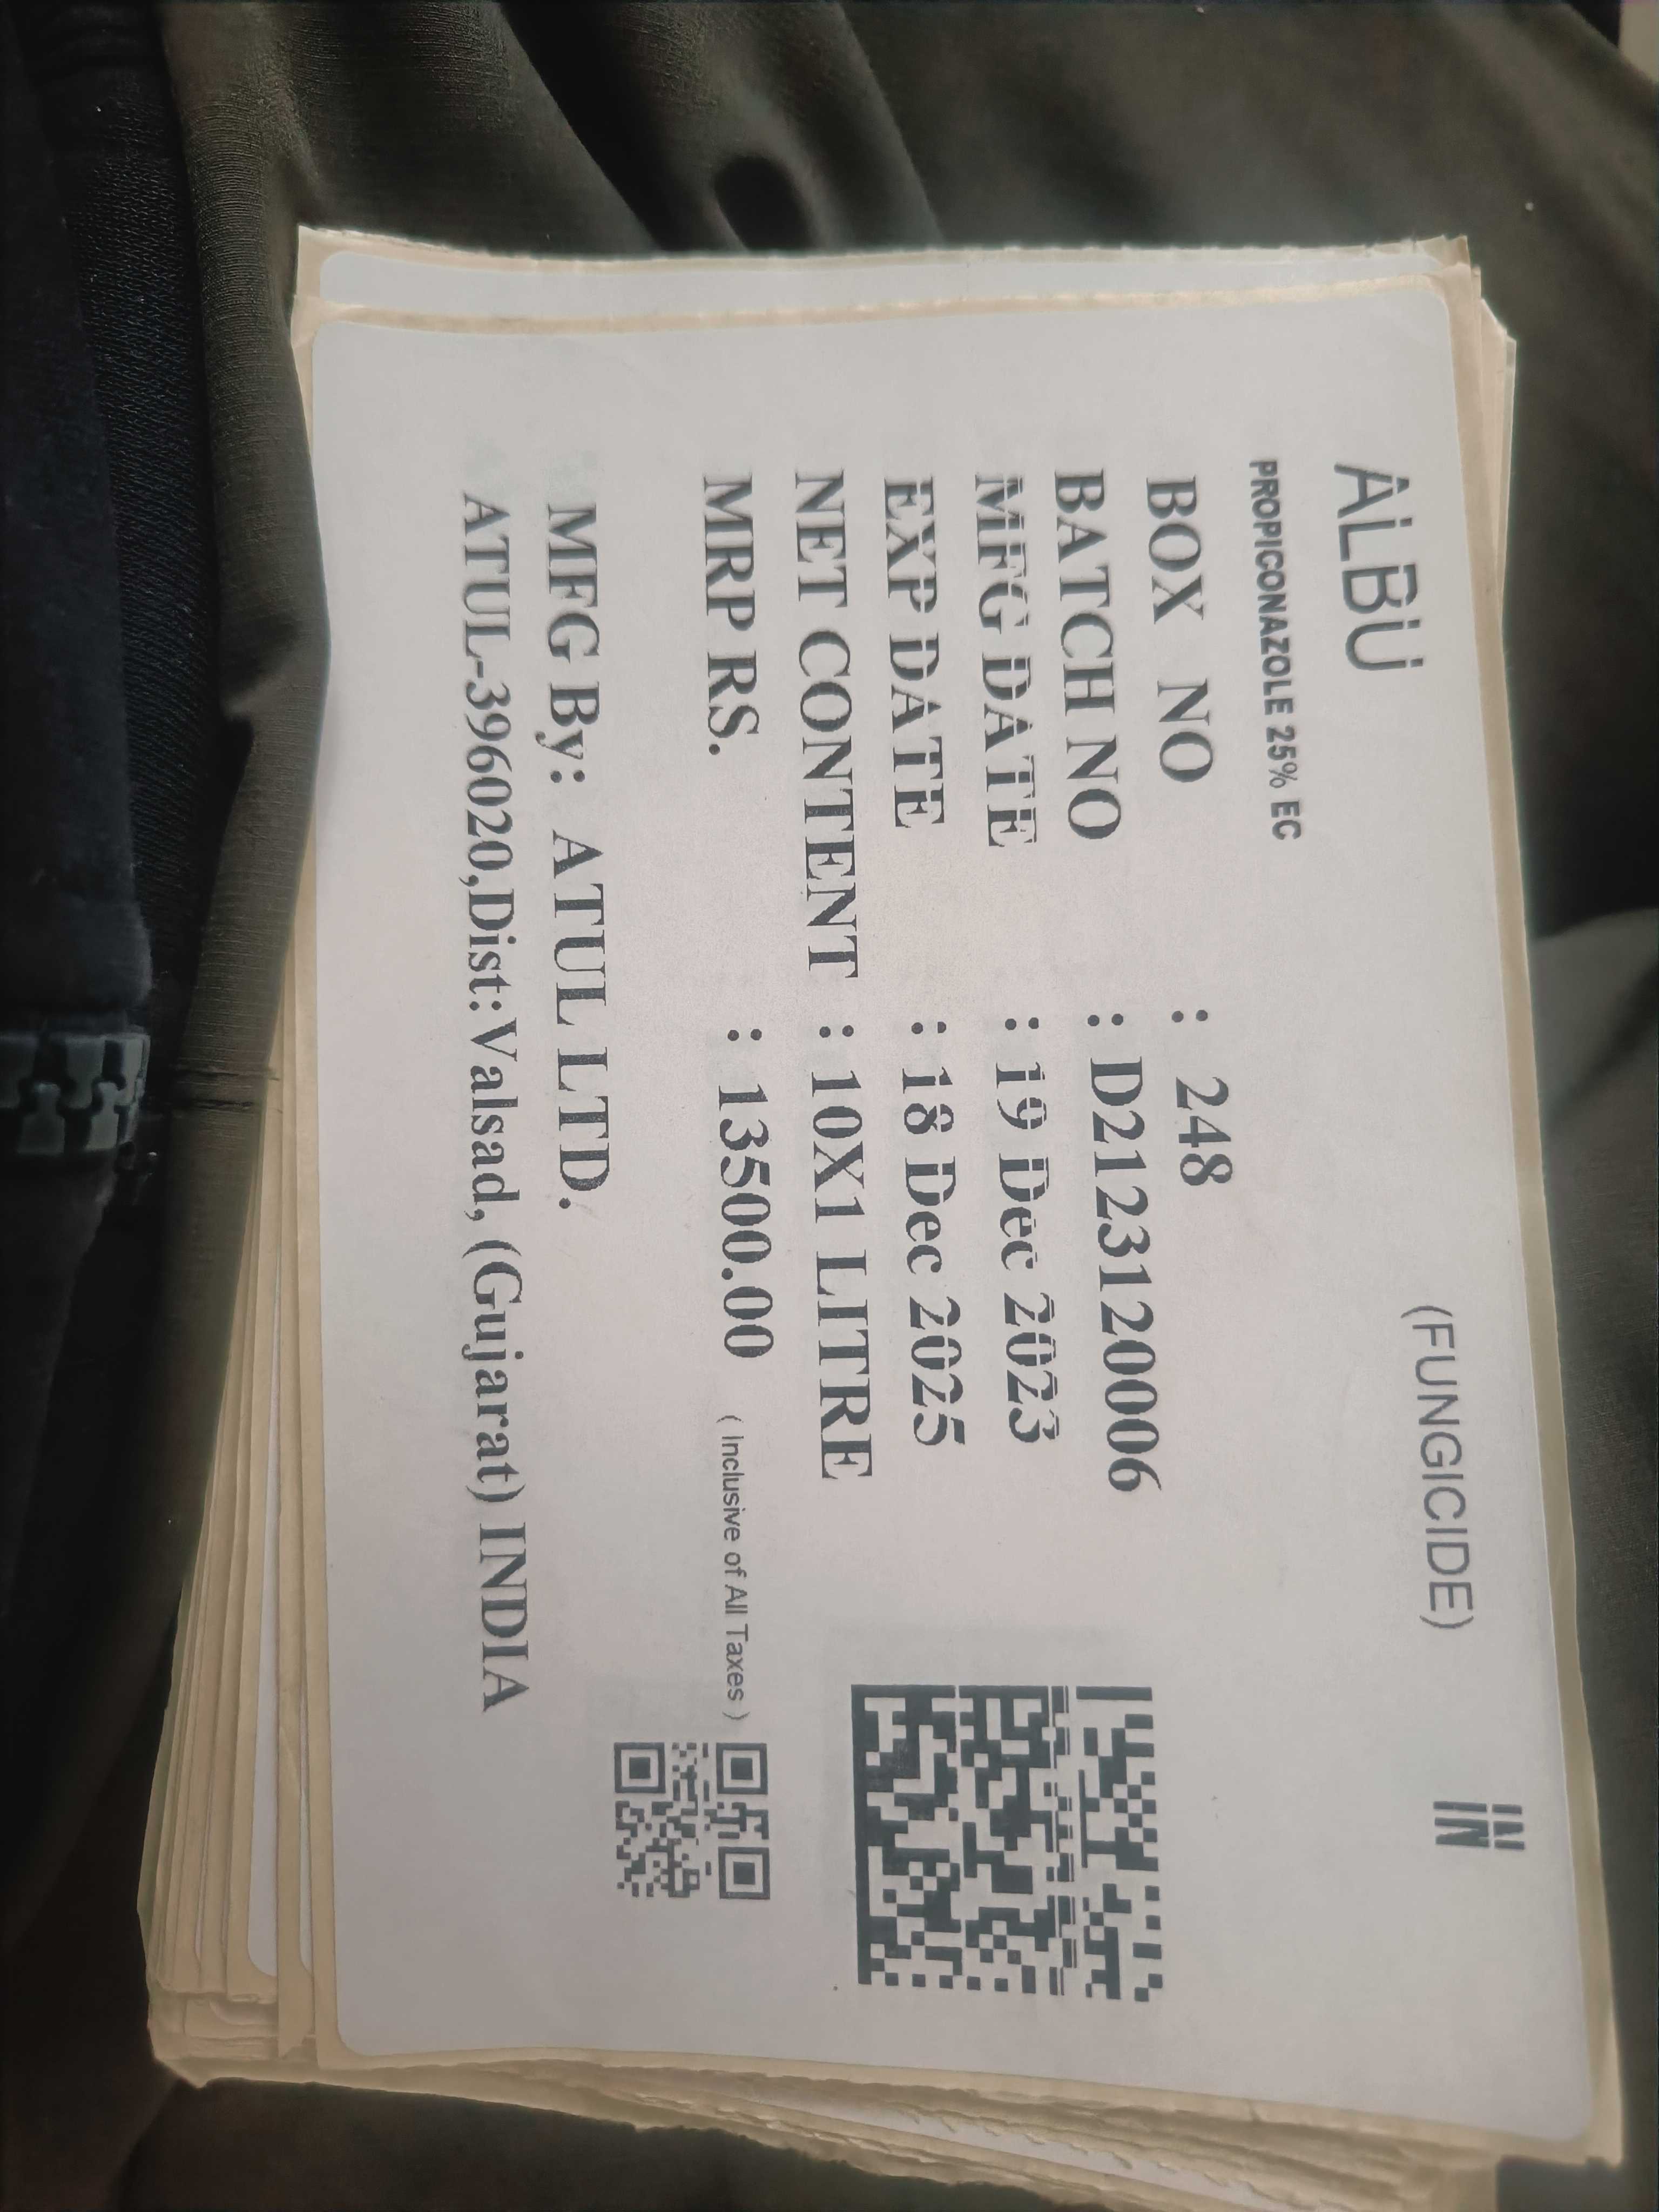 ALBU (FUNGICIDE) IN
PROPICONAZOLE 25% EC
BOX NO : 248
BATCH NO : D2123120006
MFG DATE : 19 Dec 2023
EXP DATE : 18 Dec 2025
NET CONTENT : 10X1 LITRE
MRP RS. : 13500.00 ( Inclusive of All Taxes )
MFG By: ATUL LTD.
ATUL-396020,Dist:Valsad, (Gujarat) INDIA